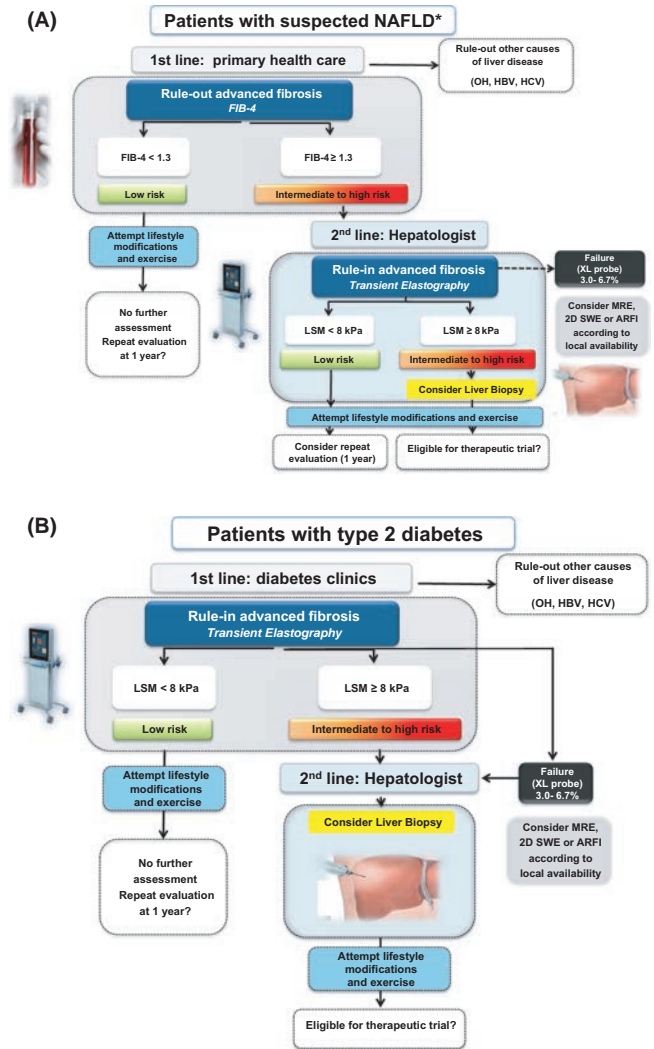 (A)
Patients with suspected NAFLD*
1st line: primary health care
Rule-out other causes
of liver disease
(OH, HBV, HCV)
Rule-out advanced fibrosis
FIB-4
FIB-4 < 1.3
FIB-4 ≥ 1.3
Low risk
Intermediate to high risk
Attempt lifestyle
modifications
and exercise
No further
assessment
Repeat evaluation
at 1 year?
2nd line: Hepatologist
Rule-in advanced fibrosis
Transient Elastography
Failure
(XL probe)
3.0- 6.7%
LSM < 8 kPa
LSM ≥ 8 kPa
Consider MRE,
2D SWE or ARFI
according to
local availability
Low risk
Intermediate to high risk
Consider Liver Biopsy
Attempt lifestyle modifications and exercise
Consider repeat
evaluation (1 year)
Eligible for therapeutic trial?
(B)
Patients with type 2 diabetes
1st line: diabetes clinics
Rule-out other causes
of liver disease
(OH, HBV, HCV)
Rule-in advanced fibrosis
Transient Elastography
LSM < 8 kPa
LSM ≥ 8 kPa
Low risk
Intermediate to high risk
Attempt lifestyle
modifications
and exercise
2nd line: Hepatologist
Failure
(XL probe)
3.0- 6.7%
Consider Liver Biopsy
Consider MRE,
2D SWE or ARFI
according to
local availability
No further
assessment
Repeat evaluation
at 1 year?
Attempt lifestyle
modifications
and exercise
Eligible for therapeutic trial?